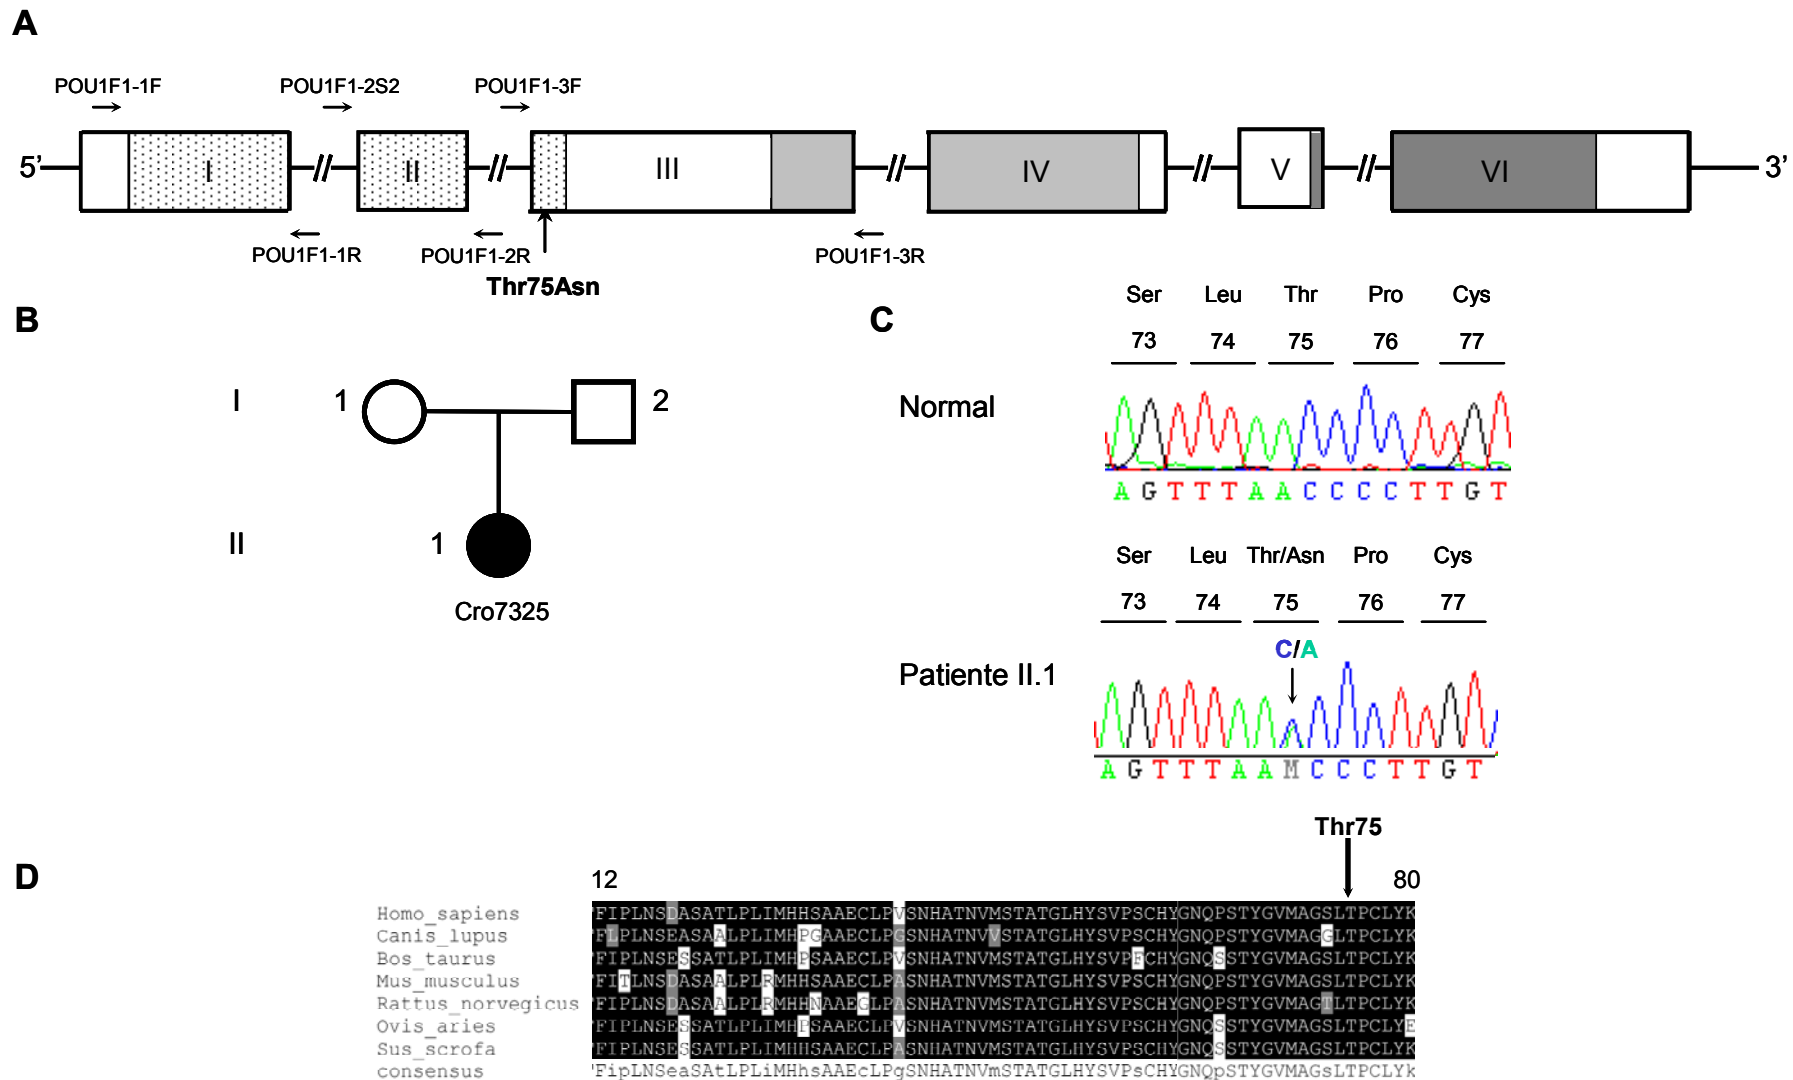 A
POU1F1-1F POU1F1-2S2 POU1F1-3F
5’ I II III IV V VI 3’
POU1F1-1R POU1F1-2R POU1F1-3R
Thr75Asn
B
I 1 2
II 1
Cro7325
C
Ser Leu Thr Pro Cys
73 74 75 76 77
Normal
A G T T T A A C C C C T T G T
Ser Leu Thr/Asn Pro Cys
73 74 75 76 77
C/A
Patiente II.1
A G T T T A A M C C C T T G T
Thr75
D
12 80
Homo_sapiens FIPLNSDASATLPLIMHHSAAECLPVSNHATNVMSTATGLHYSVPSCHYGNQPSTYGVMAGSLTPCLYK
Canis_lupus FLPLNSEASAALPLIMHPGAAECLPGSNHATNVVSTATGLHYSVPSCHYGNQPSTYGVMAGGLTPCLYK
Bos_taurus FIPLNSESSATLPLIMHPSAAECLPVSNHATNVMSTATGLHYSVPFCHYGNQSSTYGVMAGSLTPCLYK
Mus_musculus FITLNSDASAALPLRMHHSAAECLPASNHATNVMSTATGLHYSVPSCHYGNQPSTYGVMAGSLTPCLYK
Rattus_norvegicus FIPLNSDASAALPLRMHHNAAEGLPASNHATNVMSTATGLHYSVPSCHYGNQPSTYGVMAGTLTPCLYK
Ovis_aries FIPLNSESSATLPLIMHPSAAECLPVSNHATNVMSTATGLHYSVPSCHYGNQSSTYGVMAGSLTPCLYE
Sus_scrofa FIPLNSESSATLPLIMHHSAAECLPASNHATNVMSTATGLHYSVPSCHYGNQSSTYGVMAGSLTPCLYK
consensus FipLNSeaSAtLPLiMHhsAAEcLPgSNHATNVmSTATGLHYSVPsCHYGNQpSTYGVMAGsLTPCLYk